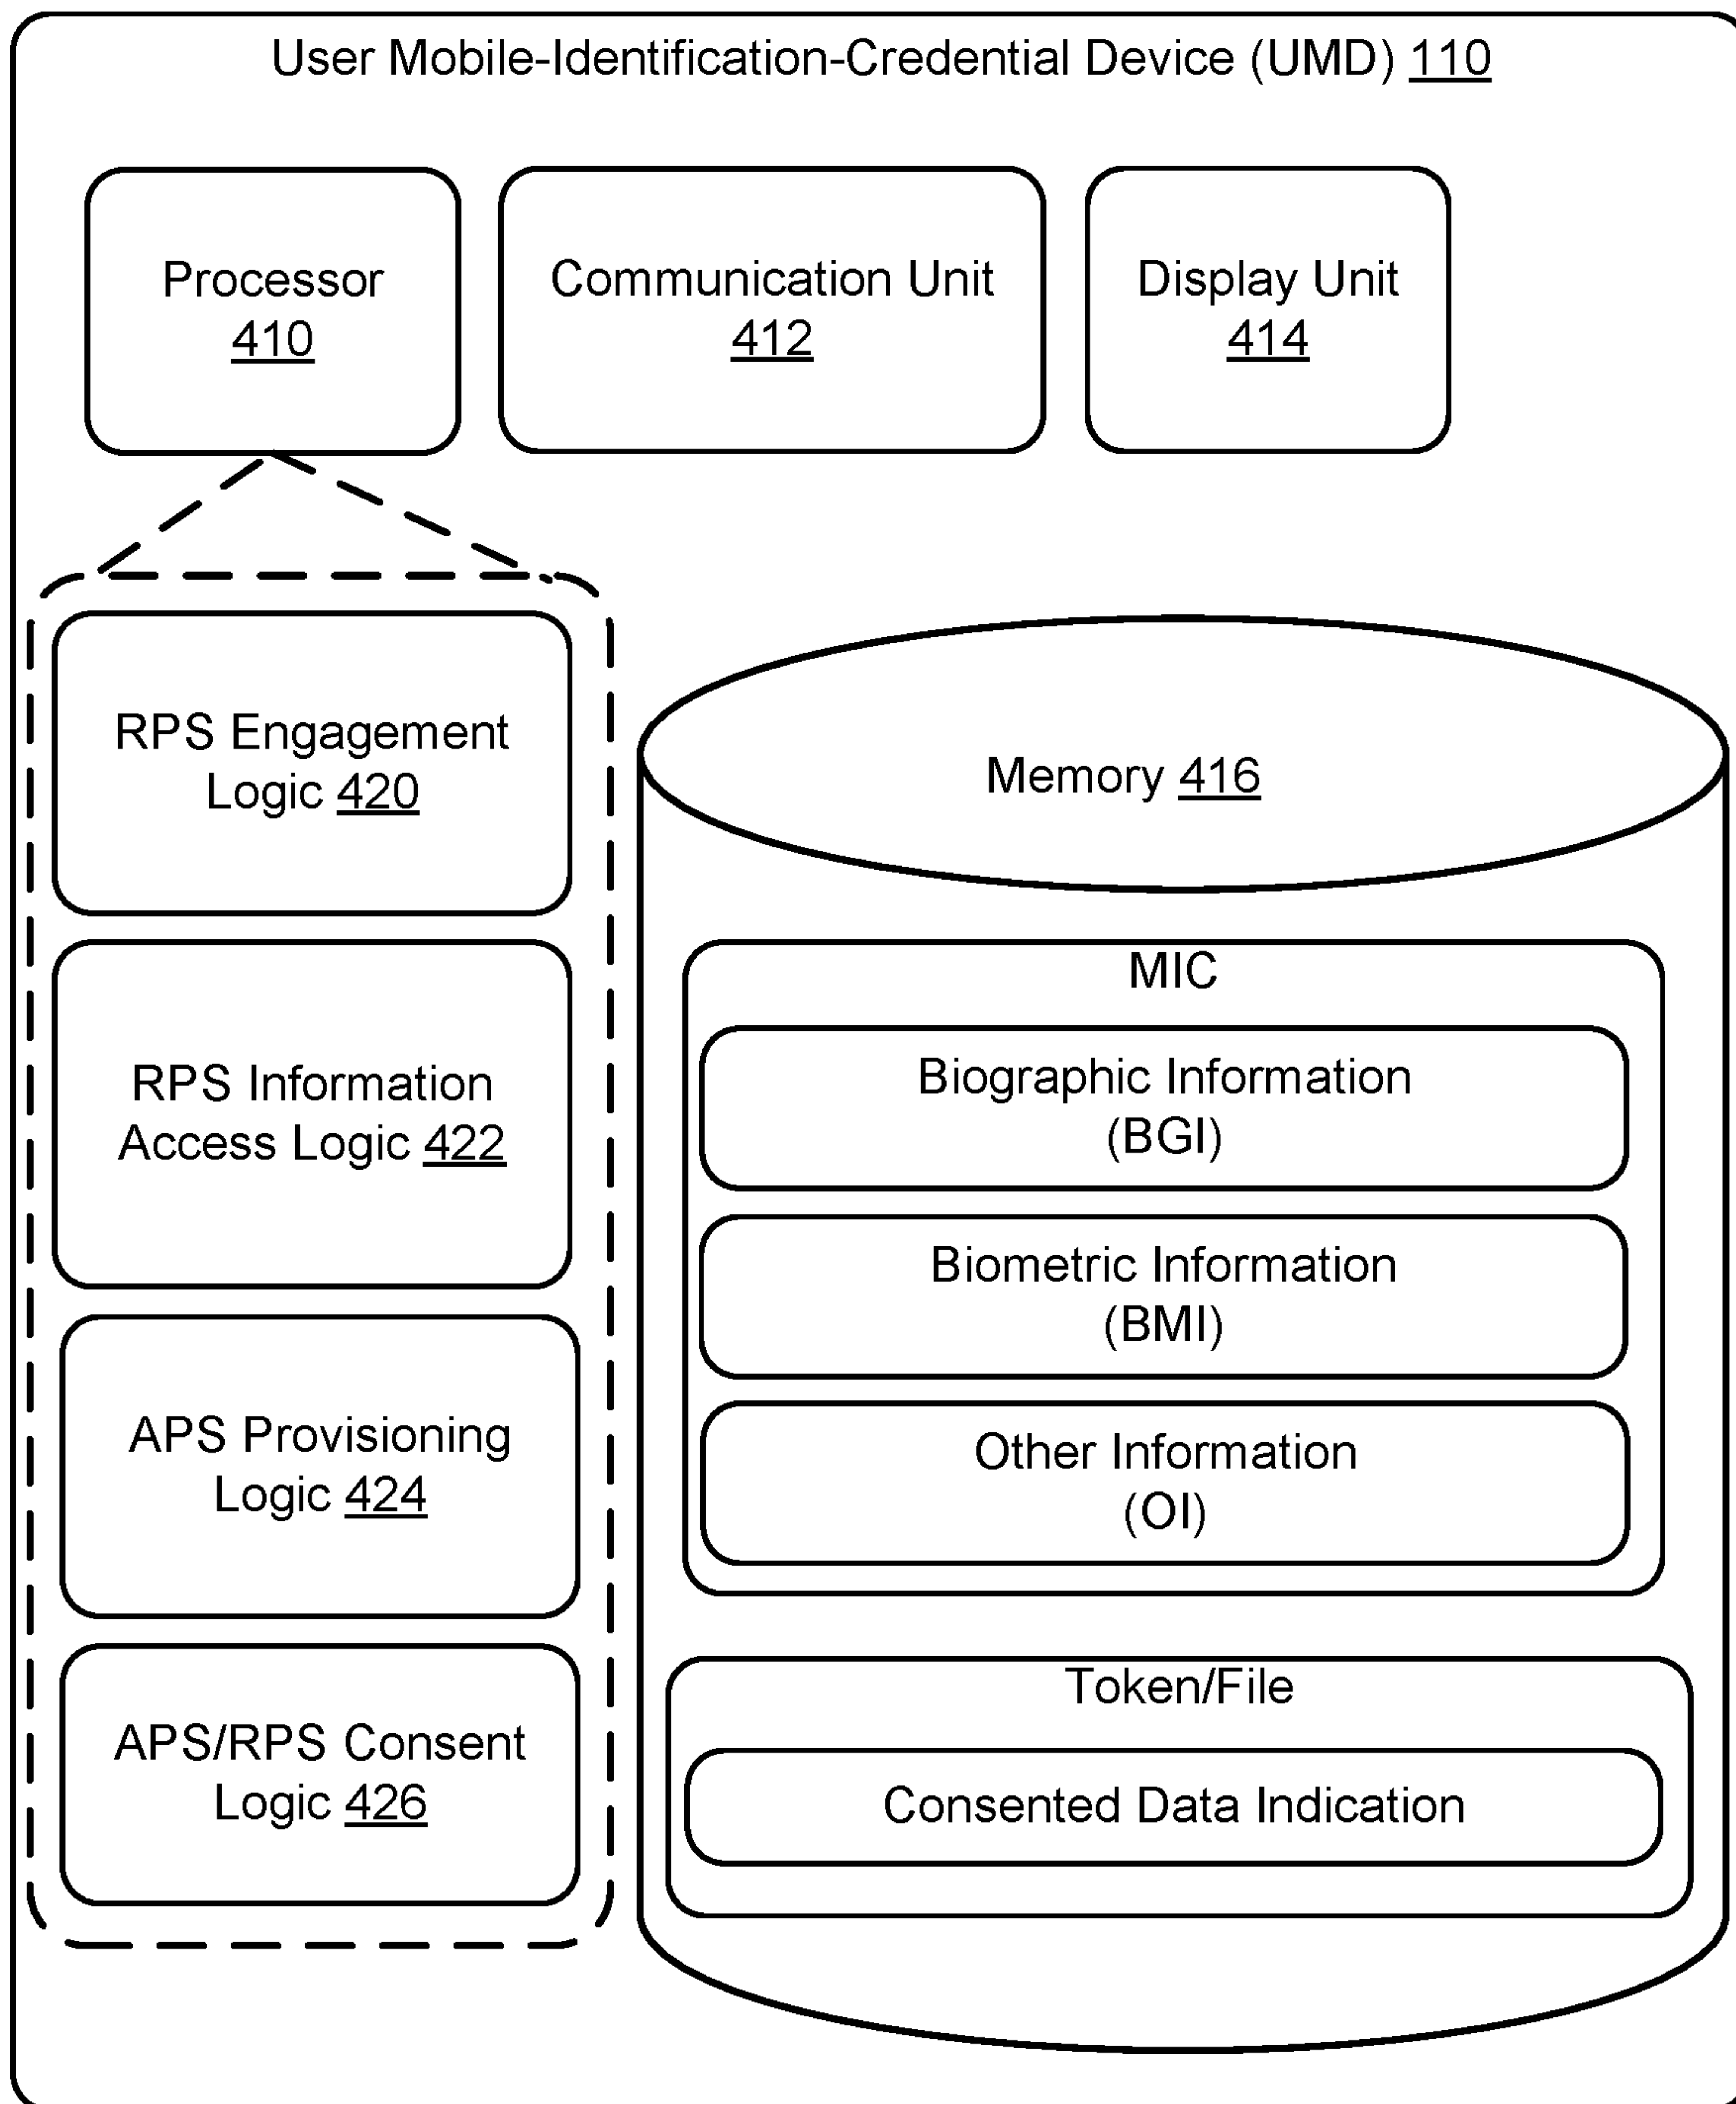 User Mobile-Identification-Credential Device (UMD) 110
Processor
410
Communication Unit
412
Display Unit
414
RPS Engagement
Logic 420
RPS Information
Access Logic 422
APS Provisioning
Logic 424
APS/RPS Consent
Logic 426
Memory 416
MIC
Biographic Information
(BGI)
Biometric Information
(BMI)
Other Information
(OI)
Token/File
Consented Data Indication